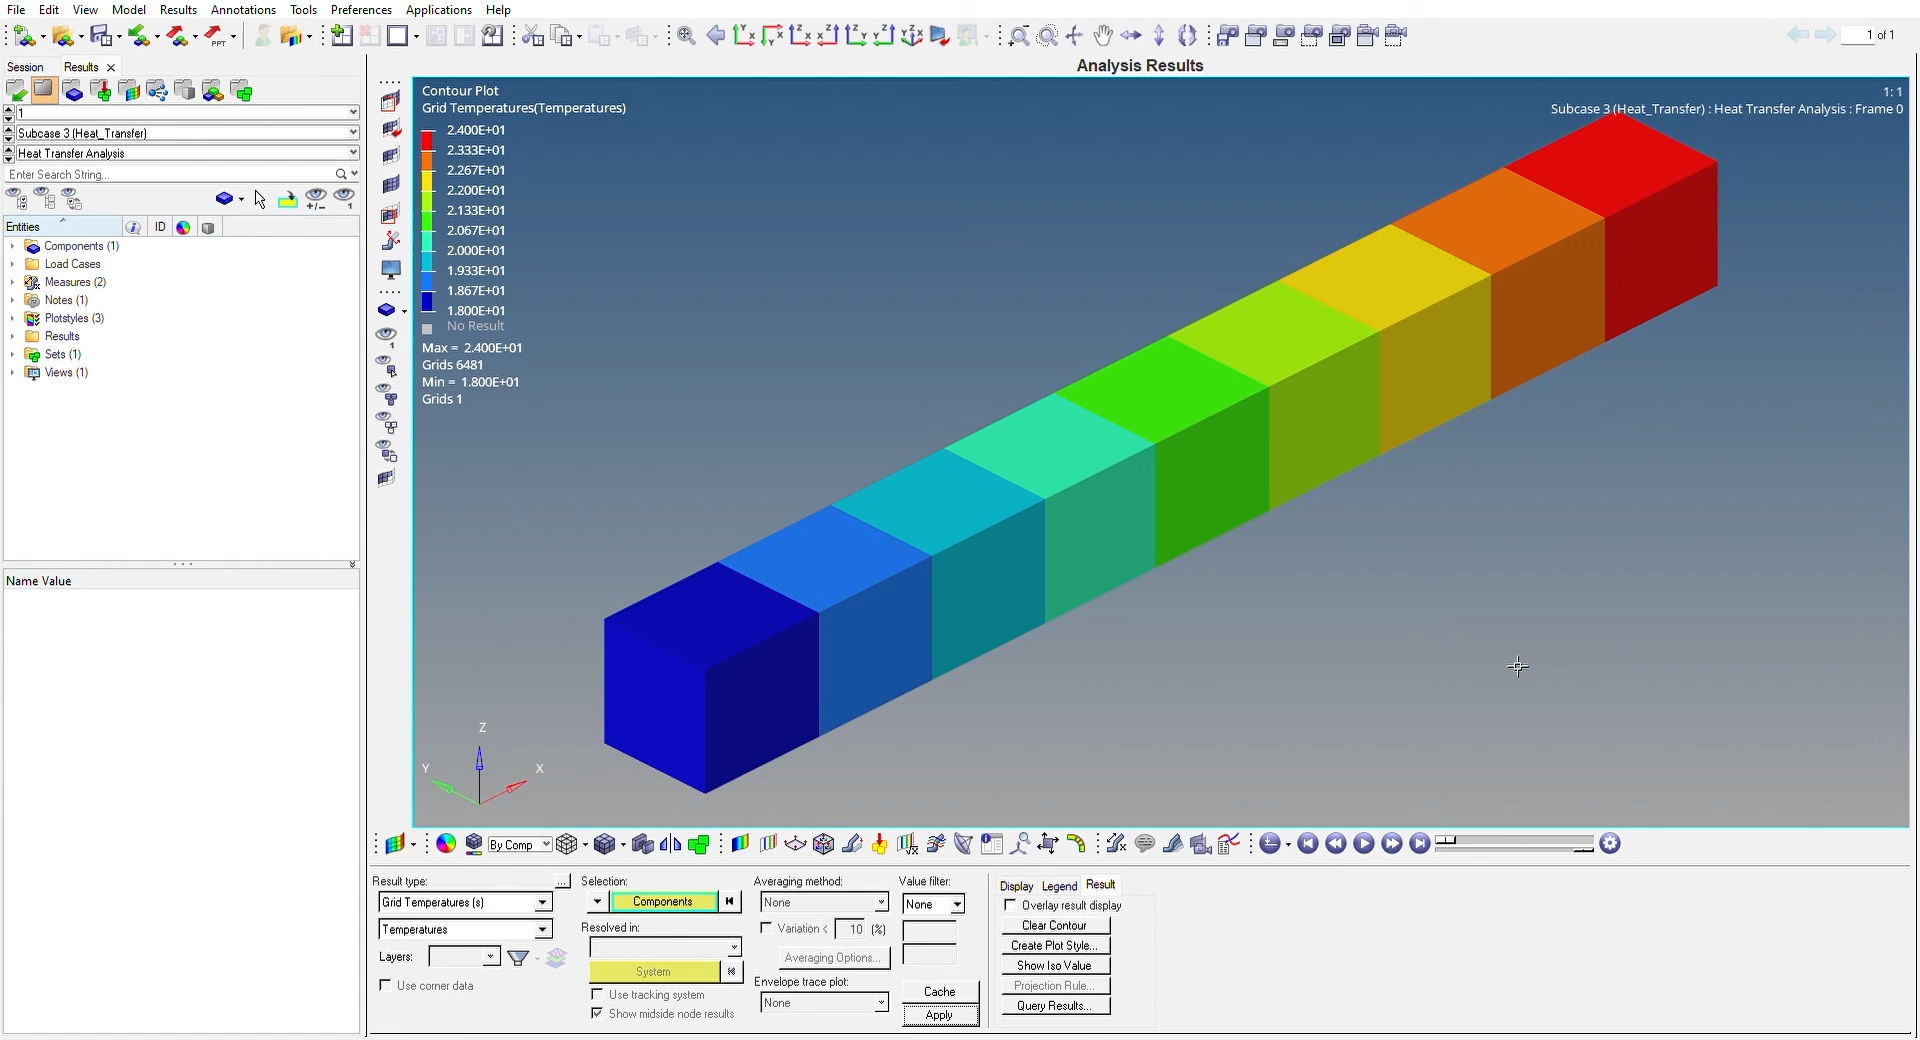 File Edit View Model Results Annotations Tools Preferences Applications Help
PPT
1 of 1
Session Results
Analysis Results
1
Subcase 3 (Heat_Transfer)
Heat Transfer Analysis
Enter Search String...
Entities ID
Components (1)
Load Cases
Measures (2)
Notes (1)
Plotstyles (3)
Results
Sets (1)
Views (1)
Name Value
Contour Plot
Grid Temperatures(Temperatures)
2.400E+01
2.333E+01
2.267E+01
2.200E+01
2.133E+01
2.067E+01
2.000E+01
1.933E+01
1.867E+01
1.800E+01
No Result
Max = 2.400E+01
Grids 6481
Min = 1.800E+01
Grids 1
1: 1
Subcase 3 (Heat_Transfer) : Heat Transfer Analysis : Frame 0
Z
Y
X
By Comp
Result type:
Grid Temperatures (s)
Temperatures
Layers:
Use corner data
Selection:
Components
Resolved in:
System
Use tracking system
Show midside node results
Averaging method:
None
Variation < 10 (%)
Averaging Options...
Envelope trace plot:
None
Value filter:
None
Cache
Apply
Display Legend Result
Overlay result display
Clear Contour
Create Plot Style...
Show Iso Value
Projection Rule...
Query Results...